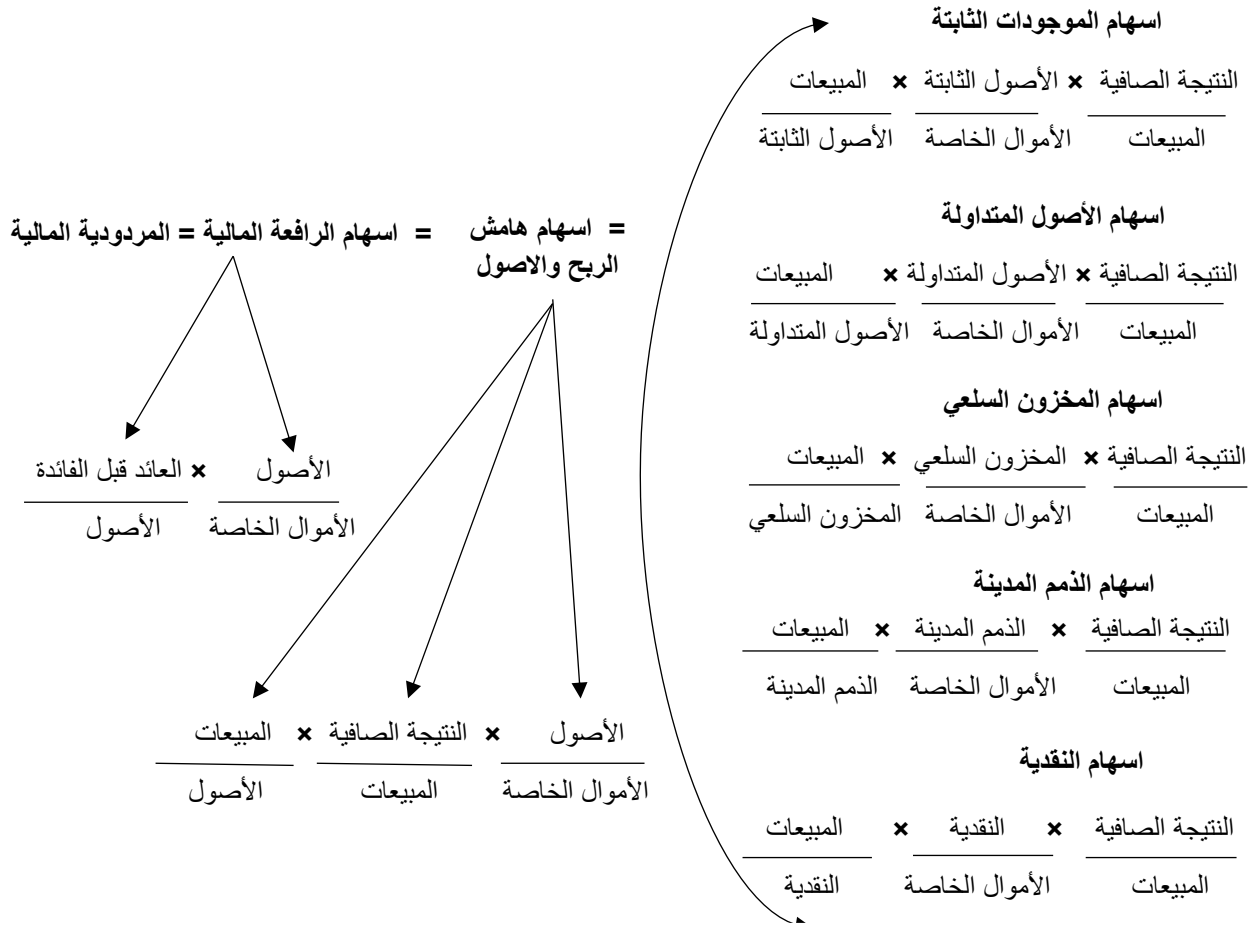 اسهام الموجودات الثابتة
النتيجة الصافية × الأصول الثابتة × المبيعات
المبيعات الأموال الخاصة الأصول الثابتة
اسهام الأصول المتداولة
النتيجة الصافية × الأصول المتداولة × المبيعات
المبيعات الأموال الخاصة الأصول المتداولة
اسهام المخزون السلعي
النتيجة الصافية × المخزون السلعي × المبيعات
المبيعات الأموال الخاصة المخزون السلعي
اسهام الذمم المدينة
النتيجة الصافية × الذمم المدينة × المبيعات
المبيعات الأموال الخاصة الذمم المدينة
اسهام النقدية
النتيجة الصافية × النقدية × المبيعات
المبيعات الأموال الخاصة النقدية
= اسهام هامش
الربح والاصول
= اسهام الرافعة المالية = المردودية المالية
الأصول × العائد قبل الفائدة
الأموال الخاصة الأصول
الأصول × النتيجة الصافية × المبيعات
الأموال الخاصة المبيعات الأصول